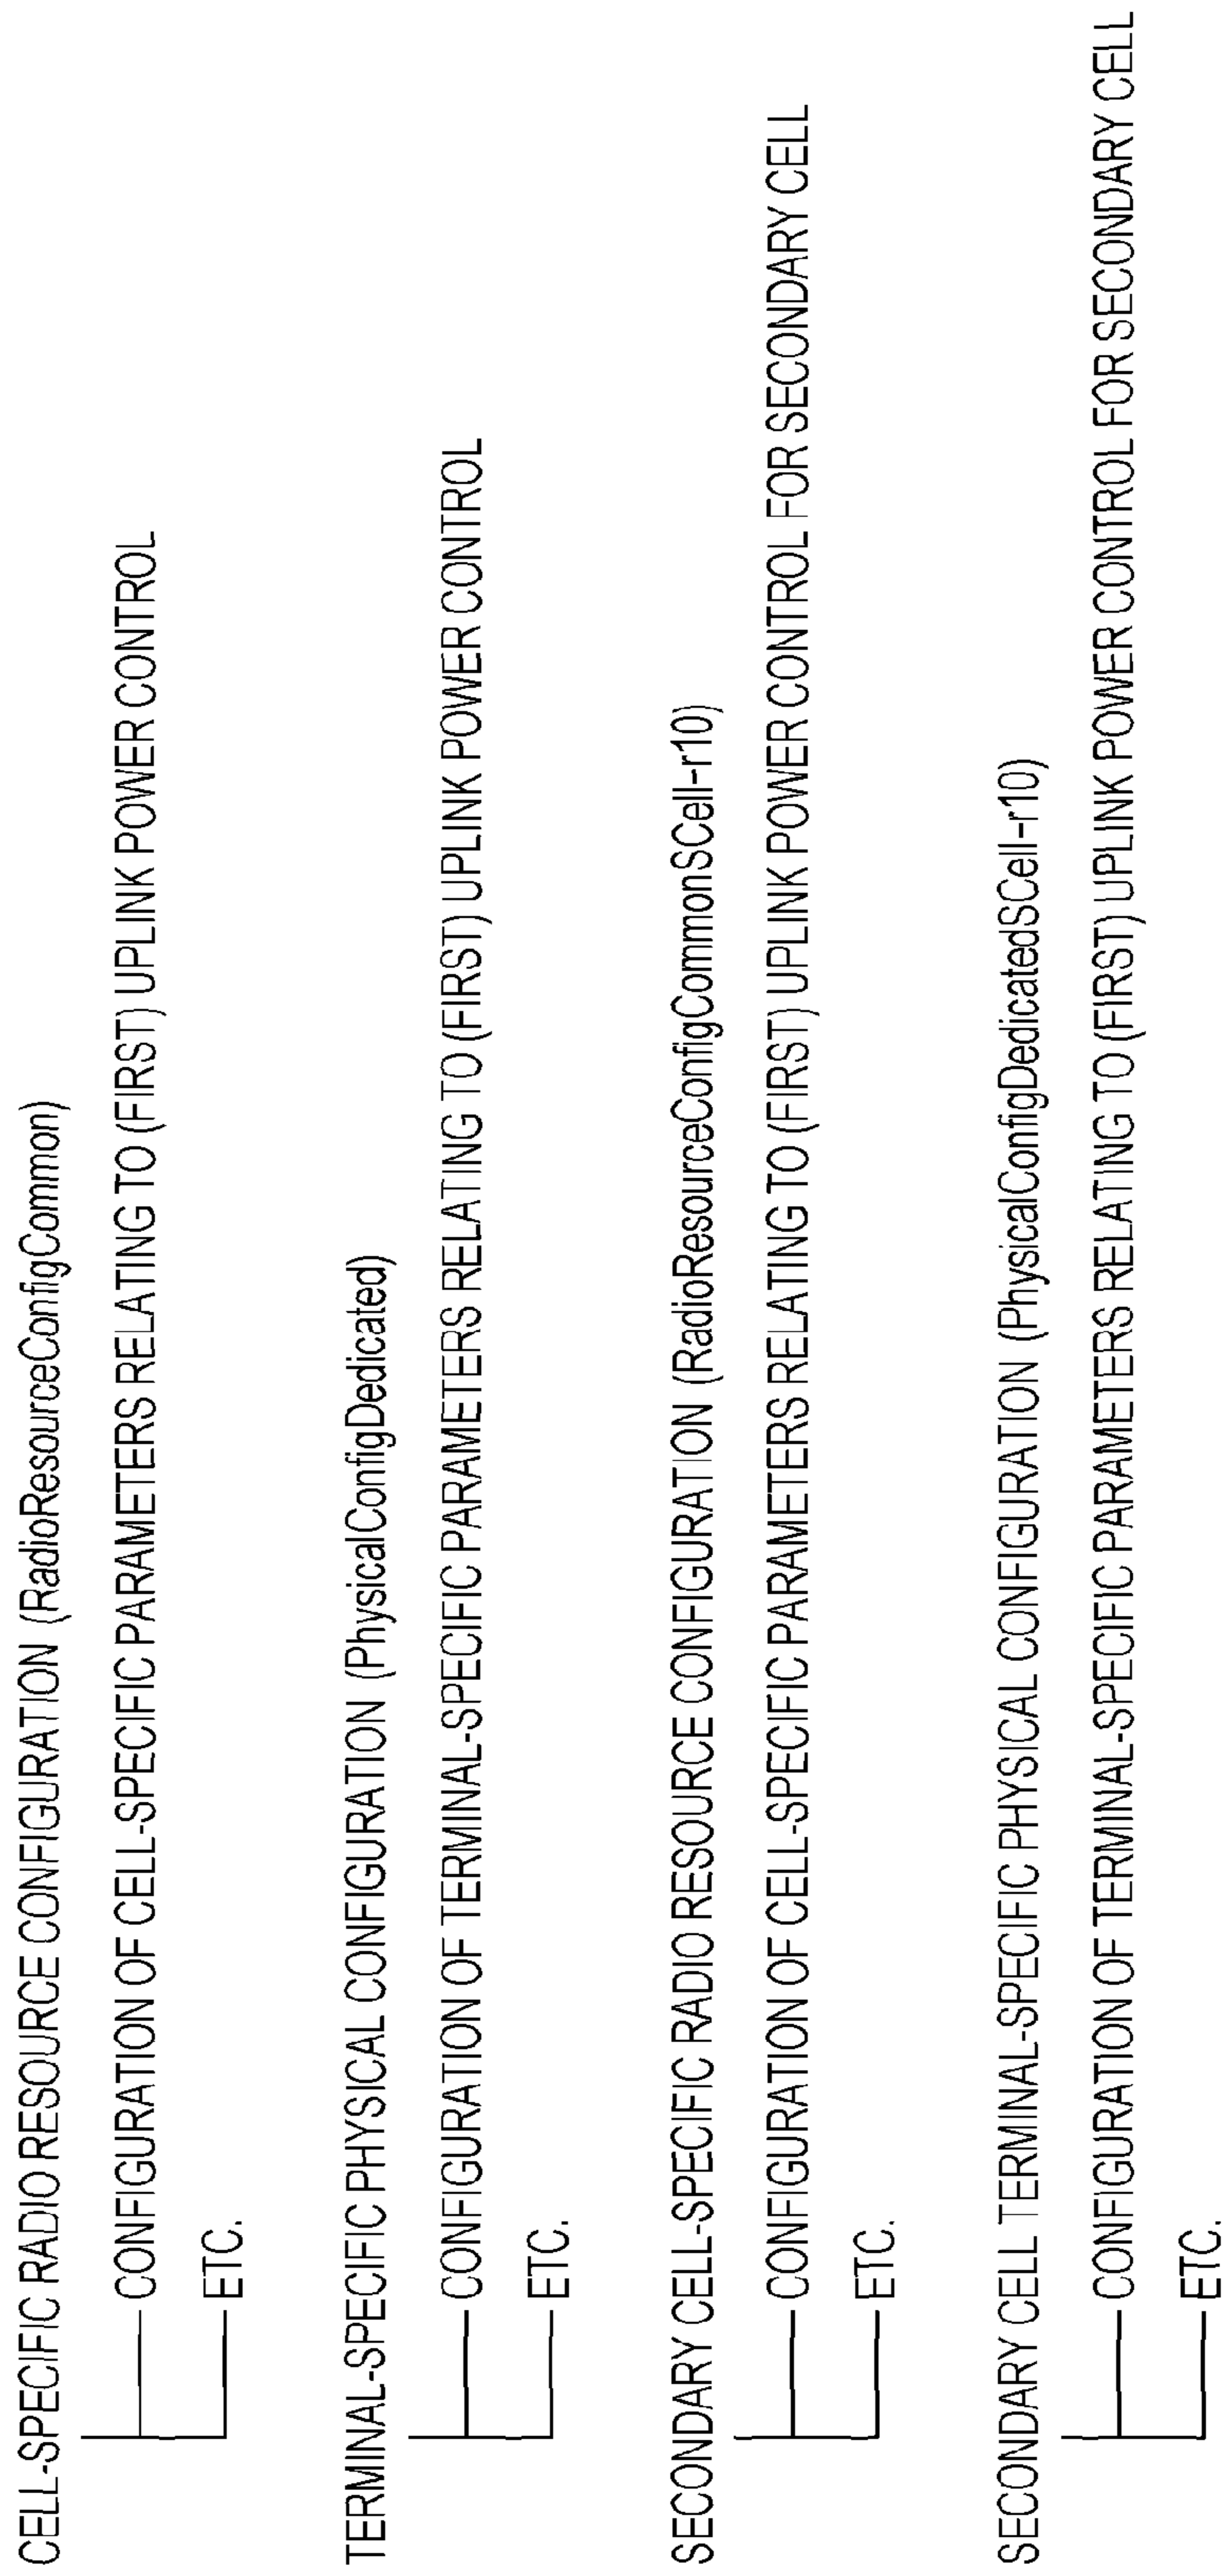 CELL-SPECIFIC RADIO RESOURCE CONFIGURATION (RadioResourceConfigCommon)
CONFIGURATION OF CELL-SPECIFIC PARAMETERS RELATING TO (FIRST) UPLINK POWER CONTROL
ETC.
TERMINAL-SPECIFIC PHYSICAL CONFIGURATION (PhysicalConfigDedicated)
CONFIGURATION OF TERMINAL-SPECIFIC PARAMETERS RELATING TO (FIRST) UPLINK POWER CONTROL
ETC.
SECONDARY CELL-SPECIFIC RADIO RESOURCE CONFIGURATION (RadioResourceConfigCommonSCell-r10)
CONFIGURATION OF CELL-SPECIFIC PARAMETERS RELATING TO (FIRST) UPLINK POWER CONTROL FOR SECONDARY CELL
ETC.
SECONDARY CELL TERMINAL-SPECIFIC PHYSICAL CONFIGURATION (PhysicalConfigDedicatedSCell-r10)
CONFIGURATION OF TERMINAL-SPECIFIC PARAMETERS RELATING TO (FIRST) UPLINK POWER CONTROL FOR SECONDARY CELL
ETC.